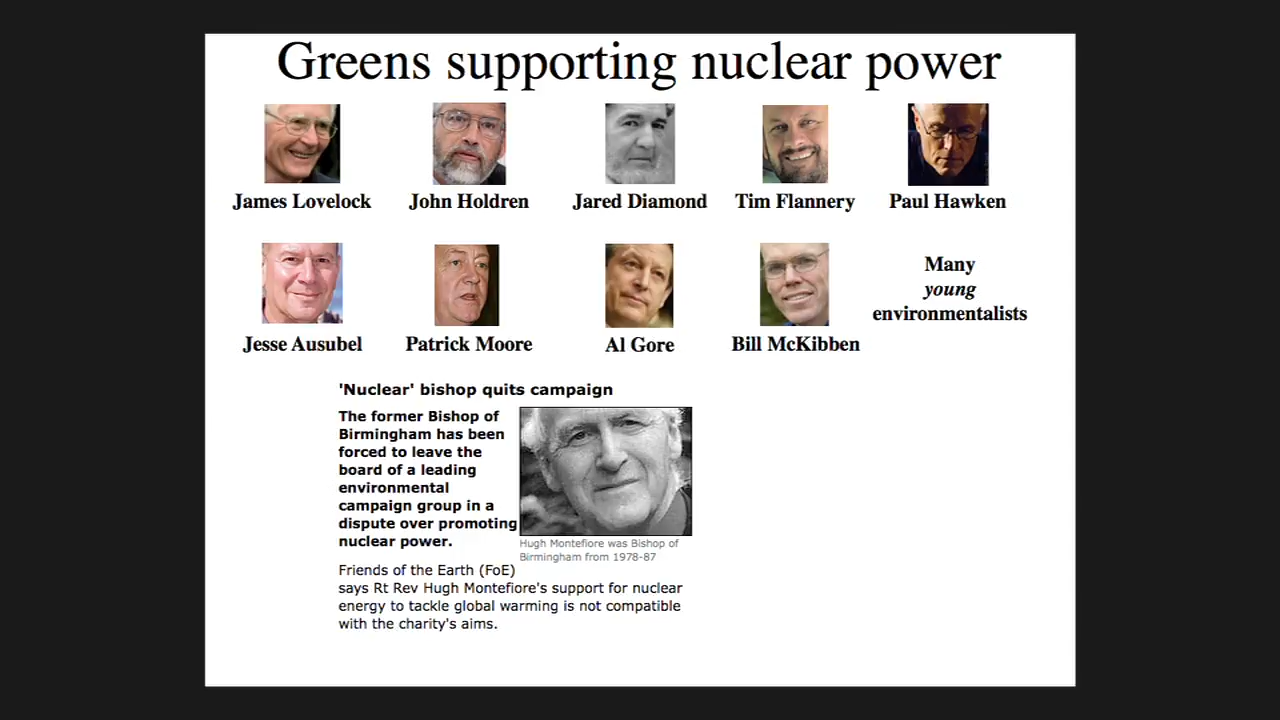 Greens supporting nuclear power
James Lovelock
John Holdren
Jared Diamond
Tim Flannery
Paul Hawken
Jesse Ausubel
Patrick Moore
Al Gore
Bill McKibben
Many
young
environmentalists
'Nuclear' bishop quits campaign
The former Bishop of
Birmingham has been
forced to leave the
board of a leading
environmental
campaign group in a
dispute over promoting
nuclear power.
Hugh Montefiore was Bishop of
Birmingham from 1978-87
Friends of the Earth (FoE)
says Rt Rev Hugh Montefiore's support for nuclear
energy to tackle global warming is not compatible
with the charity's aims.